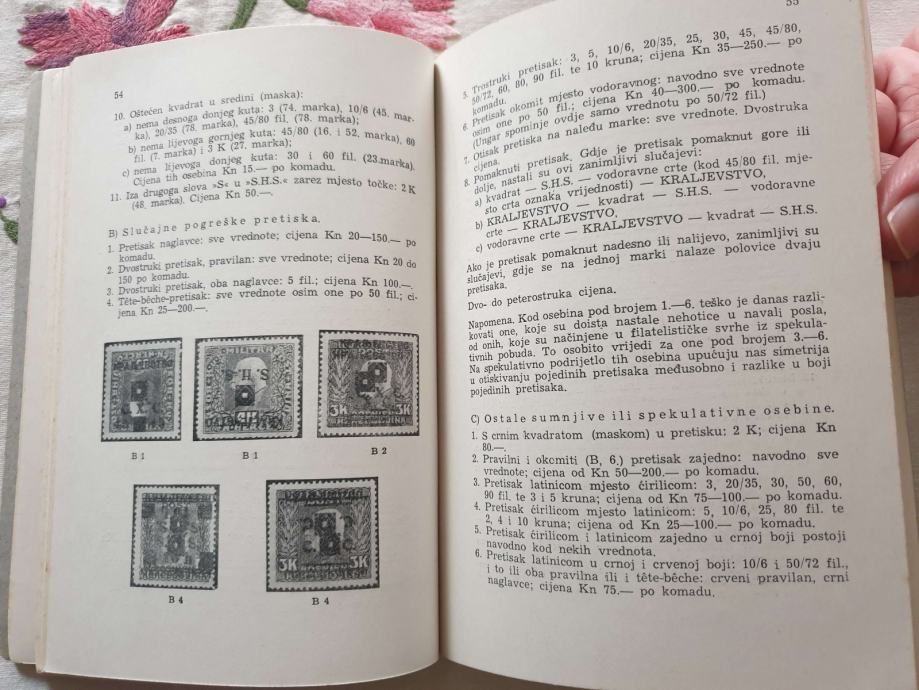 54
10. Oštećen kvadrat u sredini (maska):
a) nema desnoga donjeg kuta: 3 (74. marka), 10/6 (45. mar-
ka), 20/35 (78. marka), 45/80 fil. (78. marka);
b) nema lijevoga gornjeg kuta: 45/80 (16. i 52. marka), 60
fil. (7. marka) i 3 K (27. marka);
c) nema lijevoga donjeg kuta: 30 i 60 fil. (23. marka).
Cijena tih osobina Kn 15.— po komadu.
11. Iza drugoga slova »S« u »S.H.S.« zarez mjesto točke: 2 K
(48. marka). Cijena Kn 50.—.
B) Slučajne pogreške pretiska.
1. Pretisak naglavce: sve vrednote; cijena Kn 20—150.— po
komadu.
2. Dvostruki pretisak, pravilan: sve vrednote; cijena Kn 20 do
150 po komadu.
3. Dvostruki pretisak, oba naglavce: 5 fil.; cijena Kn 100.—.
4. Tête-bêche-pretisak: sve vrednote osim one po 50 fil.; ci-
jena Kn 25—200.—.
S.H.S.
3K 3K
B 1
B 1
B 2
3K 3K
B 4
B 4
55
5. Trostruki pretisak: 3, 5, 10/6, 20/35, 25, 30, 45, 45/80,
50/72, 60, 80, 90 fil. te 10 kruna; cijena Kn 35—250.— po
komadu.
6. Pretisak okomit mjesto vodoravnog: navodno sve vrednote
osim one po 50 fil.; cijena Kn 40—300.— po komadu.
(Ungar spominje ovdje samo vrednotu po 50/72 fil.)
7. Otisak pretiska na naleđu marke: sve vrednote. Dvostruka
8. Pomaknuti pretisak. Gdje je pretisak pomaknut gore ili
dolje, nastali su ovi zanimljivi slučajevi:
a) kvadrat — S.H.S. — vodoravne crte (kod 45/80 fil. mje-
sto crta oznaka vrijednosti) — KRALJEVSTVO,
b) KRALJEVSTVO — kvadrat — S.H.S. — vodoravne
crte — KRALJEVSTVO,
c) vodoravne crte — KRALJEVSTVO — kvadrat — S.H.S.
Ako je pretisak pomaknut nadesno ili nalijevo, zanimljivi su
slučajevi, gdje se na jednoj marki nalaze polovice dvaju
pretisaka.
Dvo- do peterostruka cijena.
Napomena. Kod osebina pod brojem 1.—6. teško je danas razli-
kovati one, koje su doista nastale nehotice u navali posla,
od onih, koje su načinjene u filatelističke svrhe iz spekula-
tivnih pobuda. To osobito vrijedi za one pod brojem 3.—6.
Na spekulativno podrijetlo tih osebina upućuju nas simetrija
u otiskivanju pojedinih pretisaka međusobno i razlike u boji
pojedinih pretisaka.
C) Ostale sumnjive ili spekulativne osebine.
1. S crnim kvadratom (maskom) u pretisku: 2 K; cijena Kn
80.—.
2. Pravilni i okomiti (B, 6.) pretisak zajedno: navodno sve
vrednote; cijena od Kn 50—200.— po komadu.
3. Pretisak latinicom mjesto ćirilicom: 3, 20/35, 30, 50, 60,
90 fil. te 3 i 5 kruna; cijena od Kn 75—100.— po komadu.
4. Pretisak ćirilicom mjesto latinicom: 5, 10/6, 25, 80 fil. te
2, 4 i 10 kruna; cijena od Kn 25—100.— po komadu.
5. Pretisak ćirilicom i latinicom zajedno u crnoj boji postoji
navodno kod nekih vrednota.
6. Pretisak latinicom u crnoj i crvenoj boji: 10/6 i 50/72 fil.,
i to ili oba pravilna ili i tête-bêche: crveni pravilan, crni
naglavce; cijena Kn 75.— po komadu.